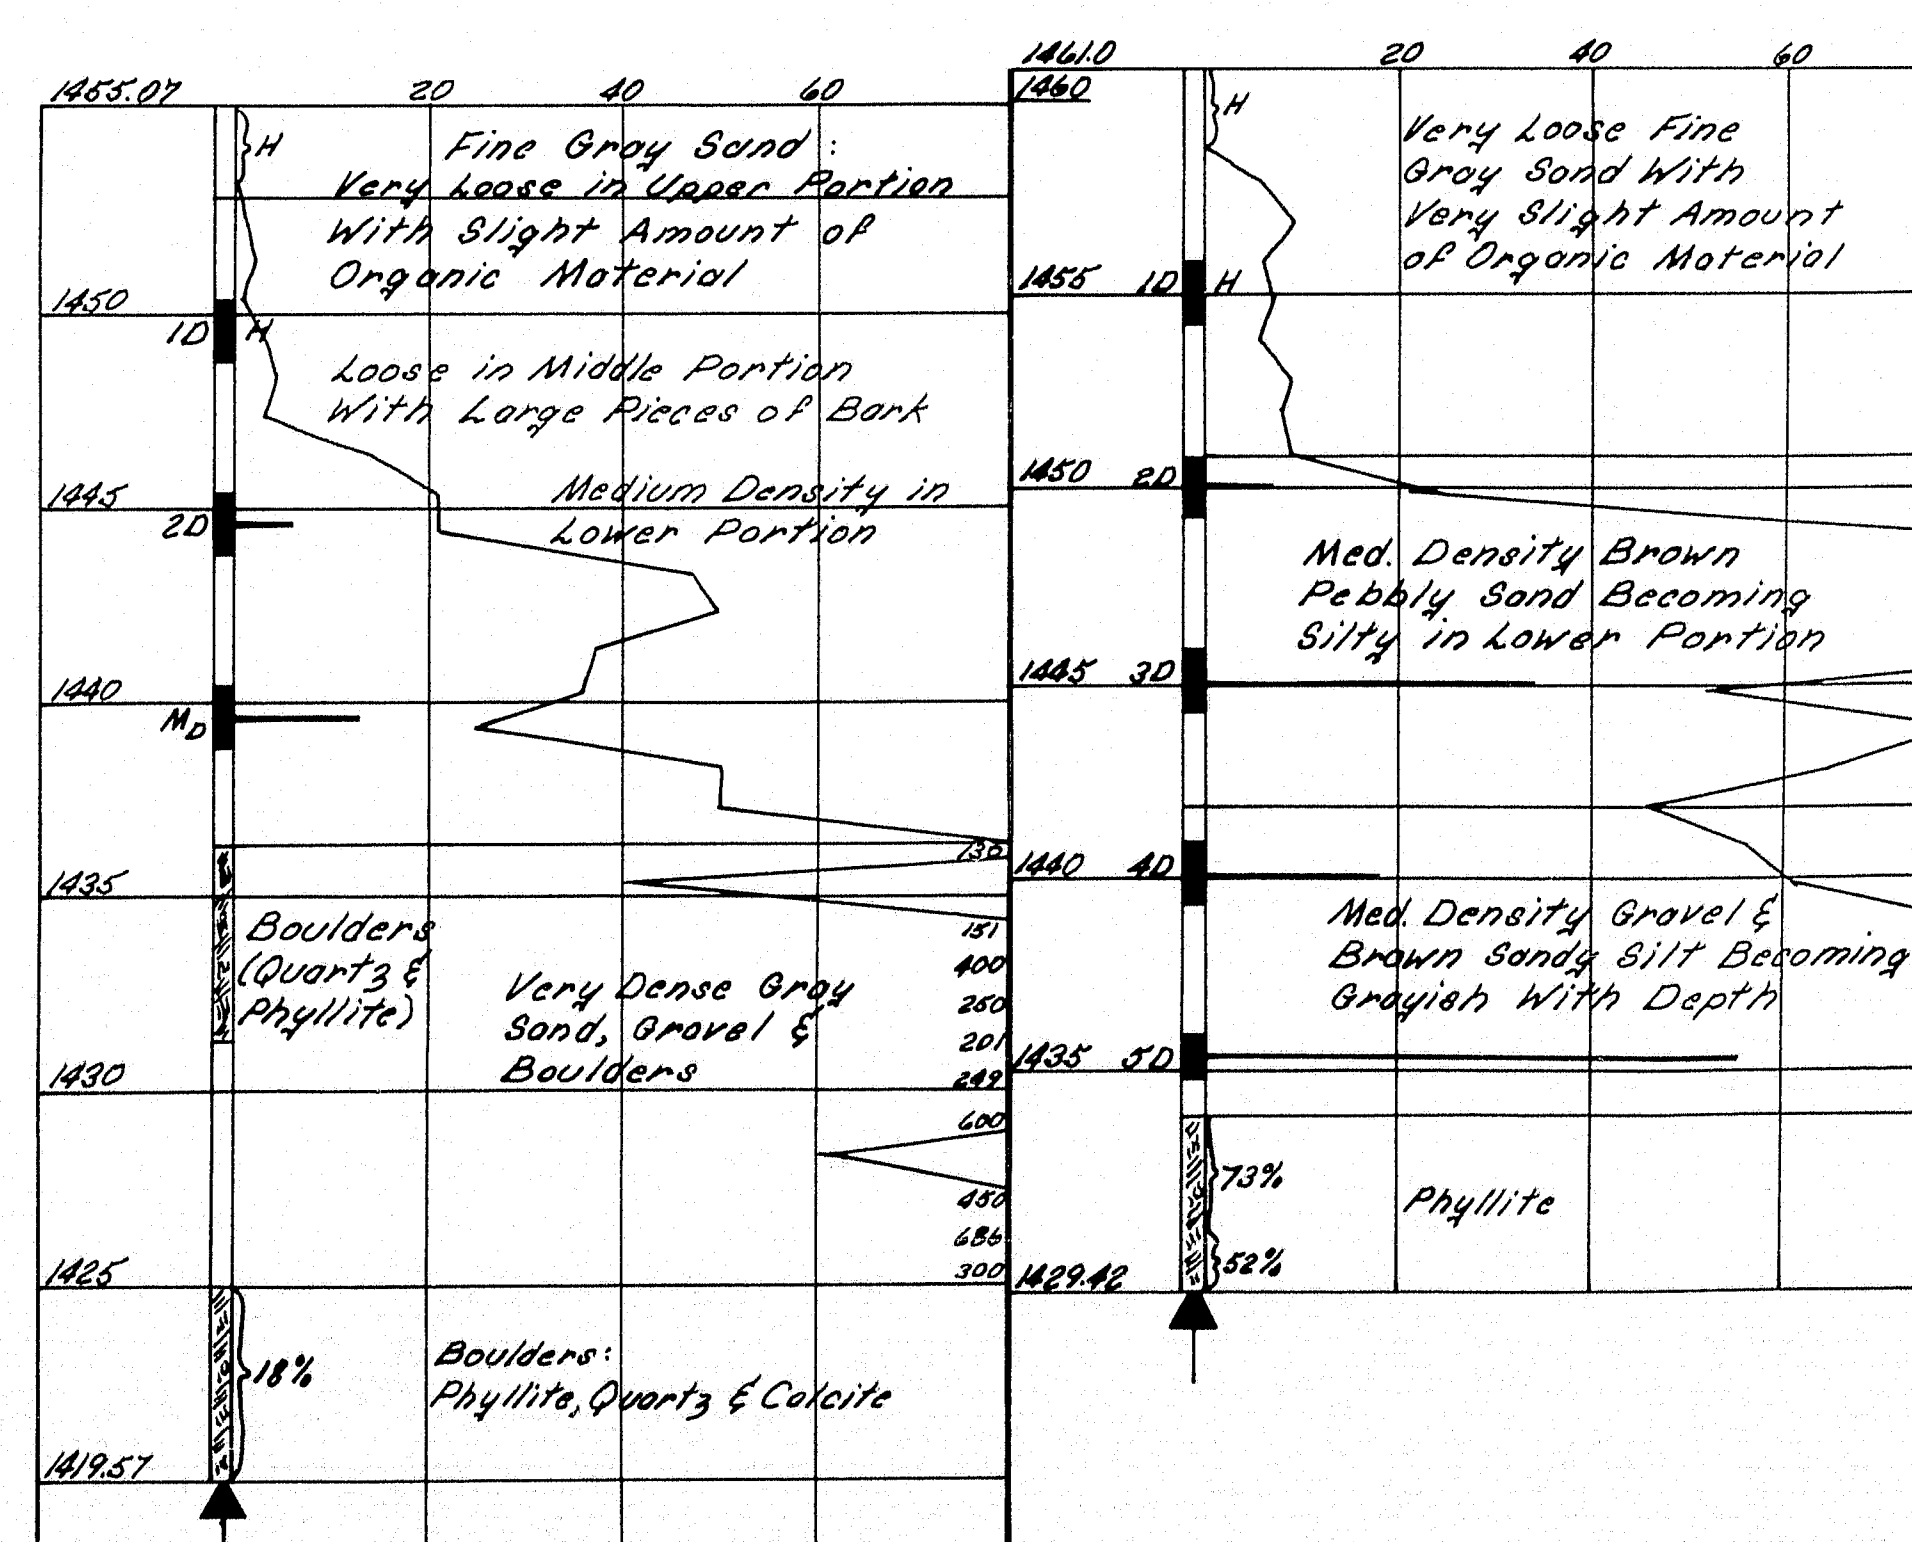 1455.07 20 40 60
H
Fine Gray Sand :
Very Loose in Upper Portion
With Slight Amount of
Organic Material
1450
1D H
Loose in Middle Portion
With Large Pieces of Bark
1445
Medium Density in
2D
Lower Portion
1440
MD
130
1435
Boulders
(Quartz &
Phyllite)
Very Dense Gray
Sand, Gravel &
Boulders
151
400
250
201
249
1430
600
450
686
300
1425
18%
Boulders:
Phyllite, Quartz & Calcite
1419.57
1461.0 20 40 60
1460
H
Very Loose Fine
Gray Sand With
Very Slight Amount
of Organic Material
1455 1D H
1450 2D
Med. Density Brown
Pebbly Sand Becoming
Silty in Lower Portion
1445 3D
1440 4D
Med. Density Gravel &
Brown Sandy Silt Becoming
Grayish With Depth
1435 5D
73%
Phyllite
52%
1429.42